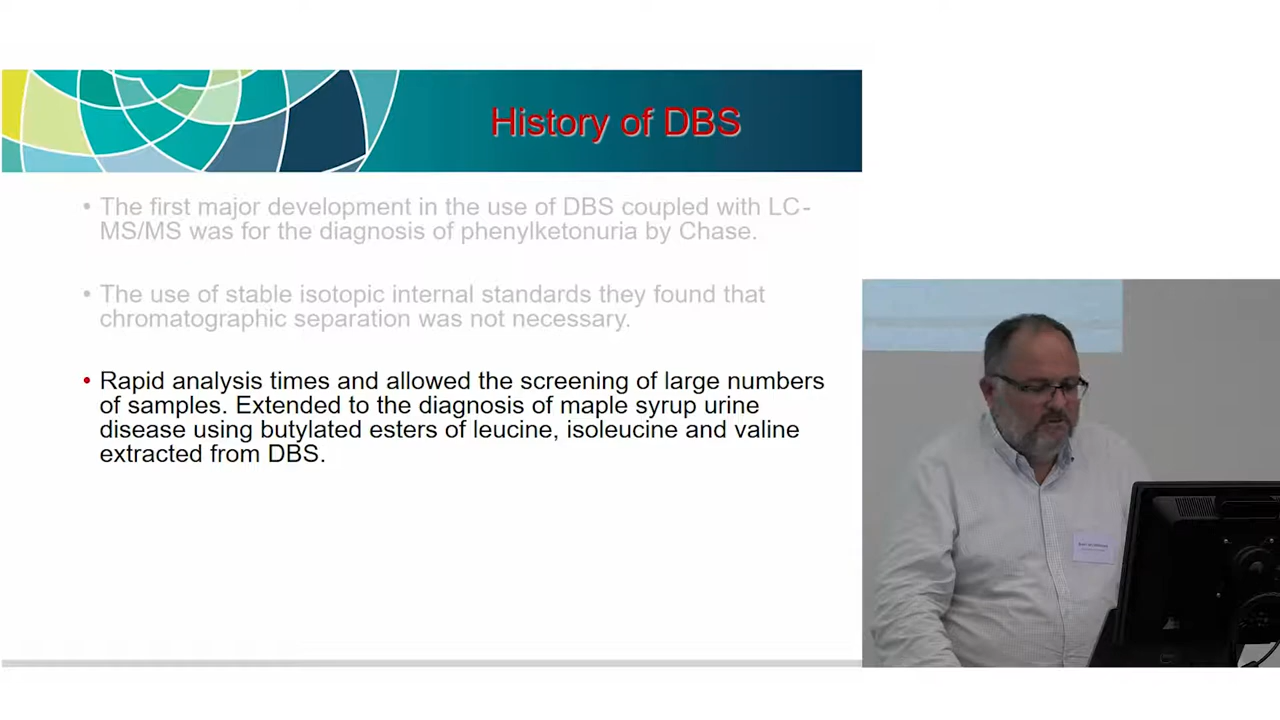 History of DBS
• The first major development in the use of DBS coupled with LC-
MS/MS was for the diagnosis of phenylketonuria by Chase.
• The use of stable isotopic internal standards they found that
chromatographic separation was not necessary.
• Rapid analysis times and allowed the screening of large numbers
of samples. Extended to the diagnosis of maple syrup urine
disease using butylated esters of leucine, isoleucine and valine
extracted from DBS.